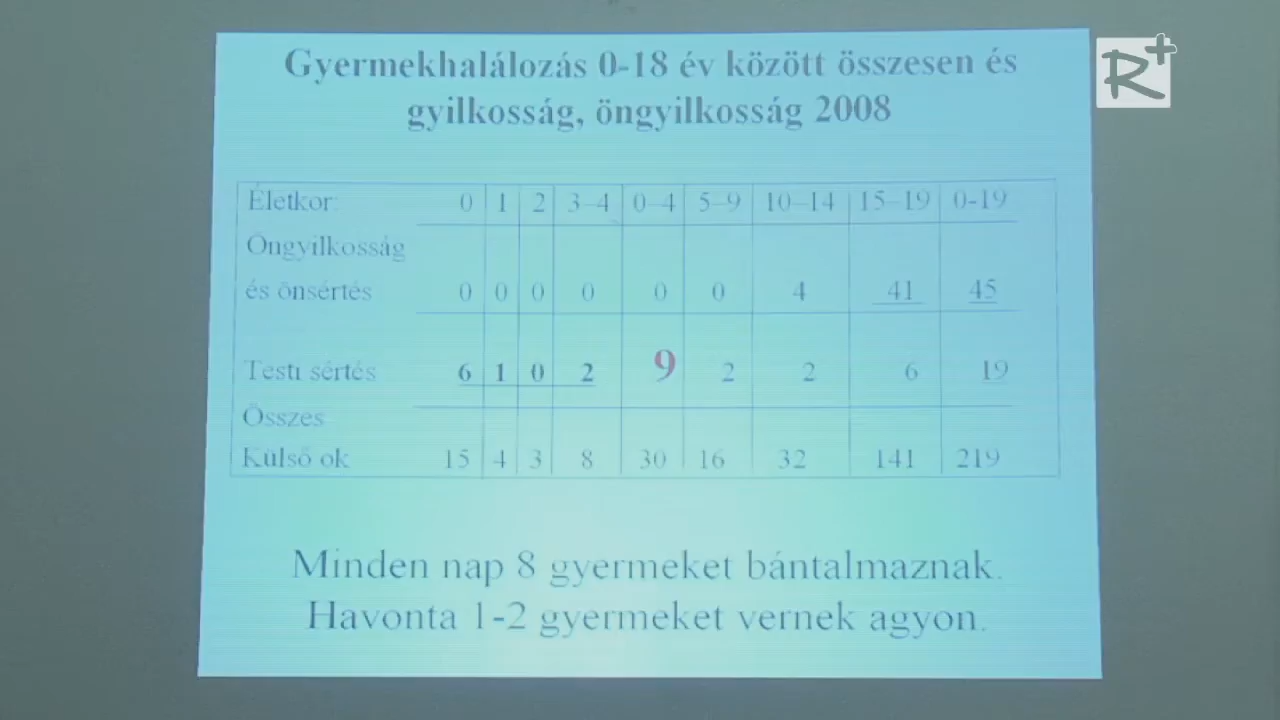 Gyermekhalálozás 0-18 év között összesen és
gyilkosság, öngyilkosság 2008
R+
Életkor: 0 1 2 3-4 0-4 5-9 10-14 15-19 0-19
Öngyilkosság
és önsértés 0 0 0 0 0 0 4 41 45
Testi sértés 6 1 0 2 9 2 2 6 19
Összes
Külső ok 15 4 3 8 30 16 32 141 219
Minden nap 8 gyermeket bántalmaznak.
Havonta 1-2 gyermeket vernek agyon.